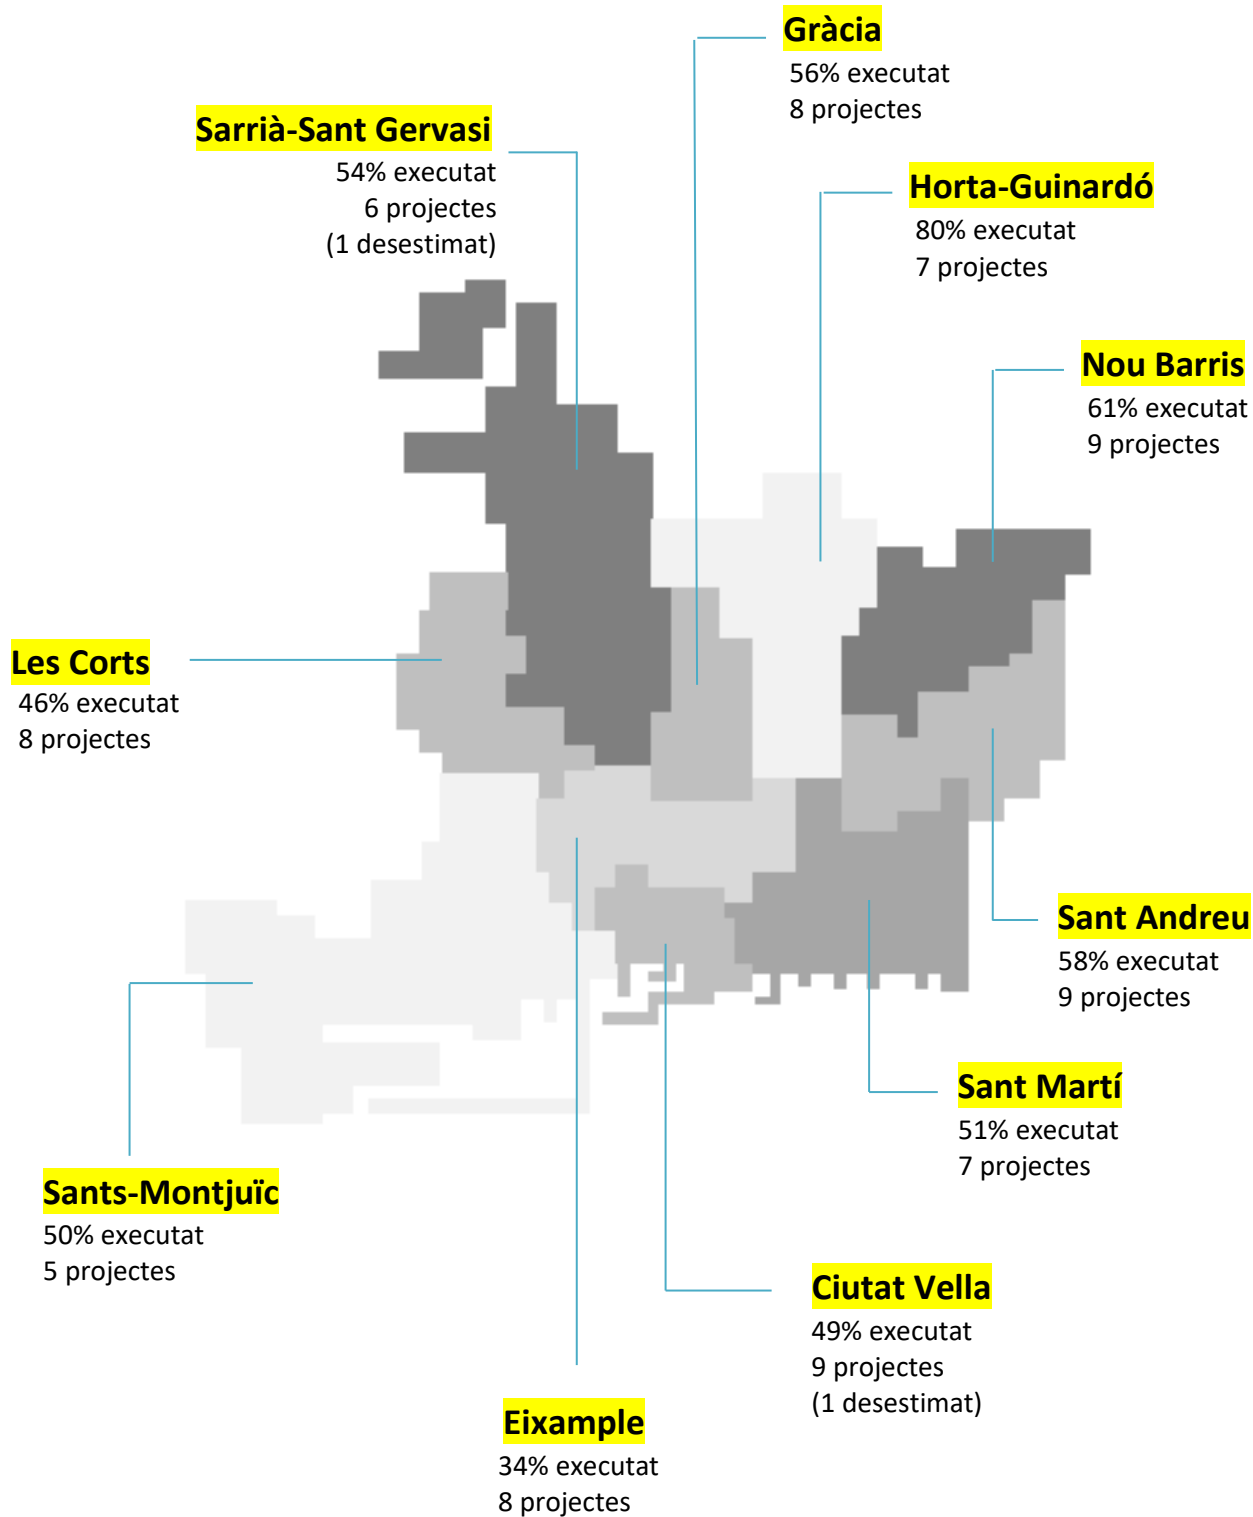 Gràcia
56% executat
8 projectes
Sarrià-Sant Gervasi
54% executat
6 projectes
(1 desestimat)
Horta-Guinardó
80% executat
7 projectes
Nou Barris
61% executat
9 projectes
Les Corts
46% executat
8 projectes
Sant Andreu
58% executat
9 projectes
Sant Martí
51% executat
7 projectes
Sants-Montjuïc
50% executat
5 projectes
Ciutat Vella
49% executat
9 projectes
(1 desestimat)
Eixample
34% executat
8 projectes